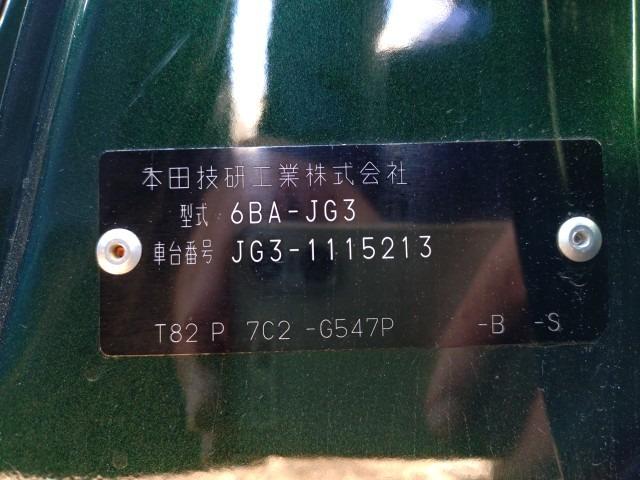 本田技研工業株式会社
型式 6BA-JG3
車台番号 JG3-1115213
T82 P 7C2 -G547P -B -S